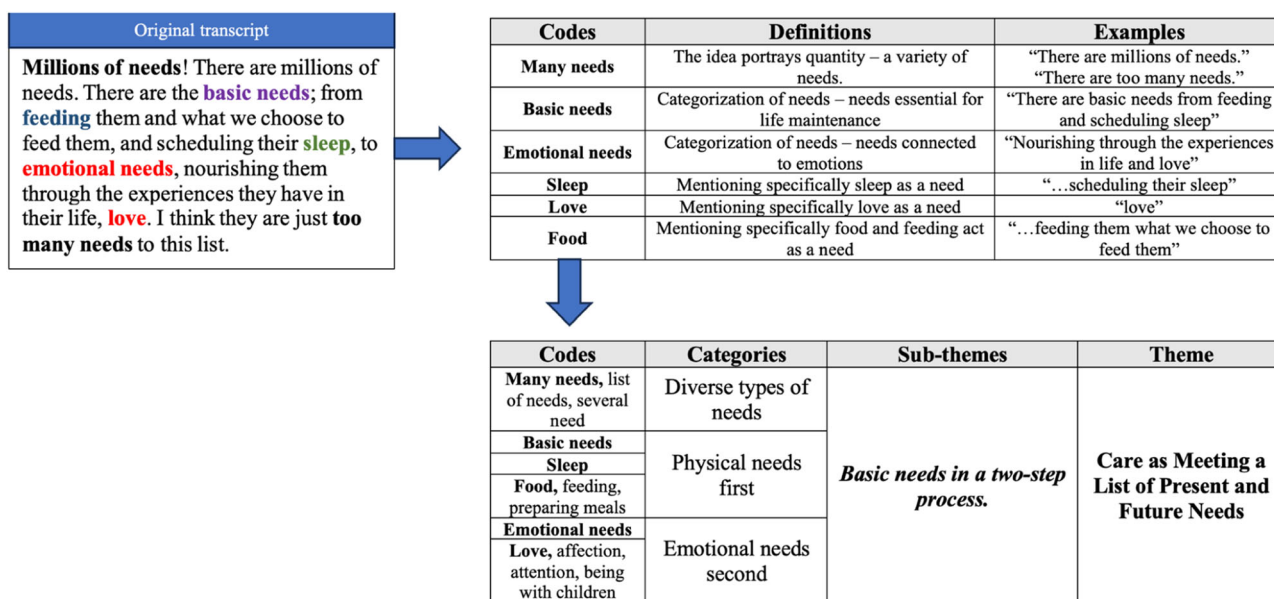 Original transcript
Millions of needs! There are millions of
needs. There are the basic needs; from
feeding them and what we choose to
feed them, and scheduling their sleep, to
emotional needs, nourishing them
through the experiences they have in
their life, love. I think they are just too
many needs to this list.
Codes Definitions Examples
Many needs
The idea portrays quantity – a variety of
needs.
“There are millions of needs.”
“There are too many needs.”
Basic needs
Categorization of needs – needs essential for
life maintenance
“There are basic needs from feeding
and scheduling sleep”
Emotional needs
Categorization of needs – needs connected
to emotions
“Nourishing through the experiences
in life and love”
Sleep Mentioning specifically sleep as a need “…scheduling their sleep”
Love Mentioning specifically love as a need “love”
Food
Mentioning specifically food and feeding act
as a need
“…feeding them what we choose to
feed them”
Codes Categories Sub-themes Theme
Many needs, list
of needs, several
need
Diverse types of
needs
Basic needs
Sleep
Food, feeding,
preparing meals
Physical needs
first
Emotional needs
Love, affection,
attention, being
with children
Emotional needs
second
Basic needs in a two-step
process.
Care as Meeting a
List of Present and
Future Needs